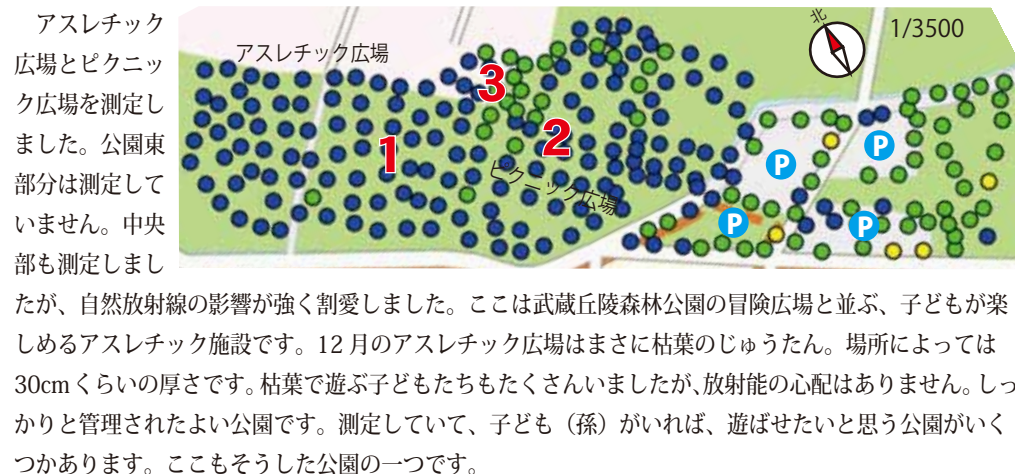 アスレチック
広場とピクニッ
ク広場を測定し
ました。公園東
部分は測定して
いません。中央
部も測定しまし
たが、自然放射線の影響が強く割愛しました。ここは武蔵丘陵森林公園の冒険広場と並ぶ、子どもが楽
しめるアスレチック施設です。12 月のアスレチック広場はまさに枯葉のじゅうたん。場所によっては
30cm くらいの厚さです。枯葉で遊ぶ子どもたちもたくさんいましたが、放射能の心配はありません。しっ
かりと管理されたよい公園です。測定していて、子ども（孫）がいれば、遊ばせたいと思う公園がいく
つかあります。ここもそうした公園の一つです。
アスレチック広場
北
1/3500
3
1
2
ピクニック広場
P
P
P
P